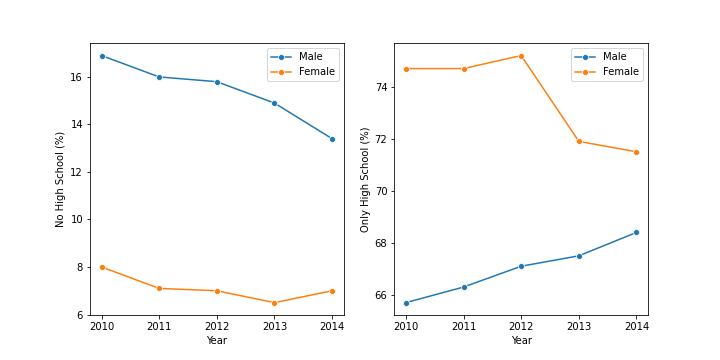 Male
Female
No High School (%)
16
14
12
10
8
6
2010 2011 2012 2013 2014
Year
Male
Female
Only High School (%)
74
72
70
68
66
2010 2011 2012 2013 2014
Year